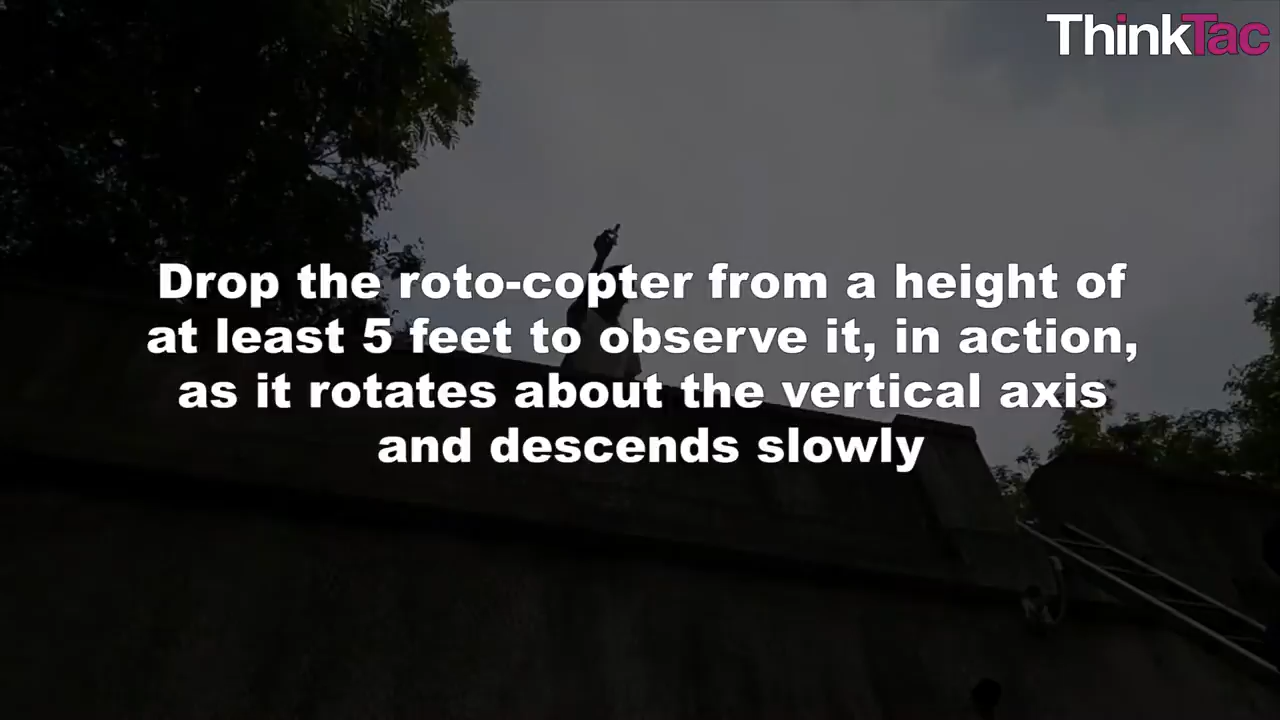 ThinkTac
Drop the roto-copter from a height of
at least 5 feet to observe it, in action,
as it rotates about the vertical axis
and descends slowly